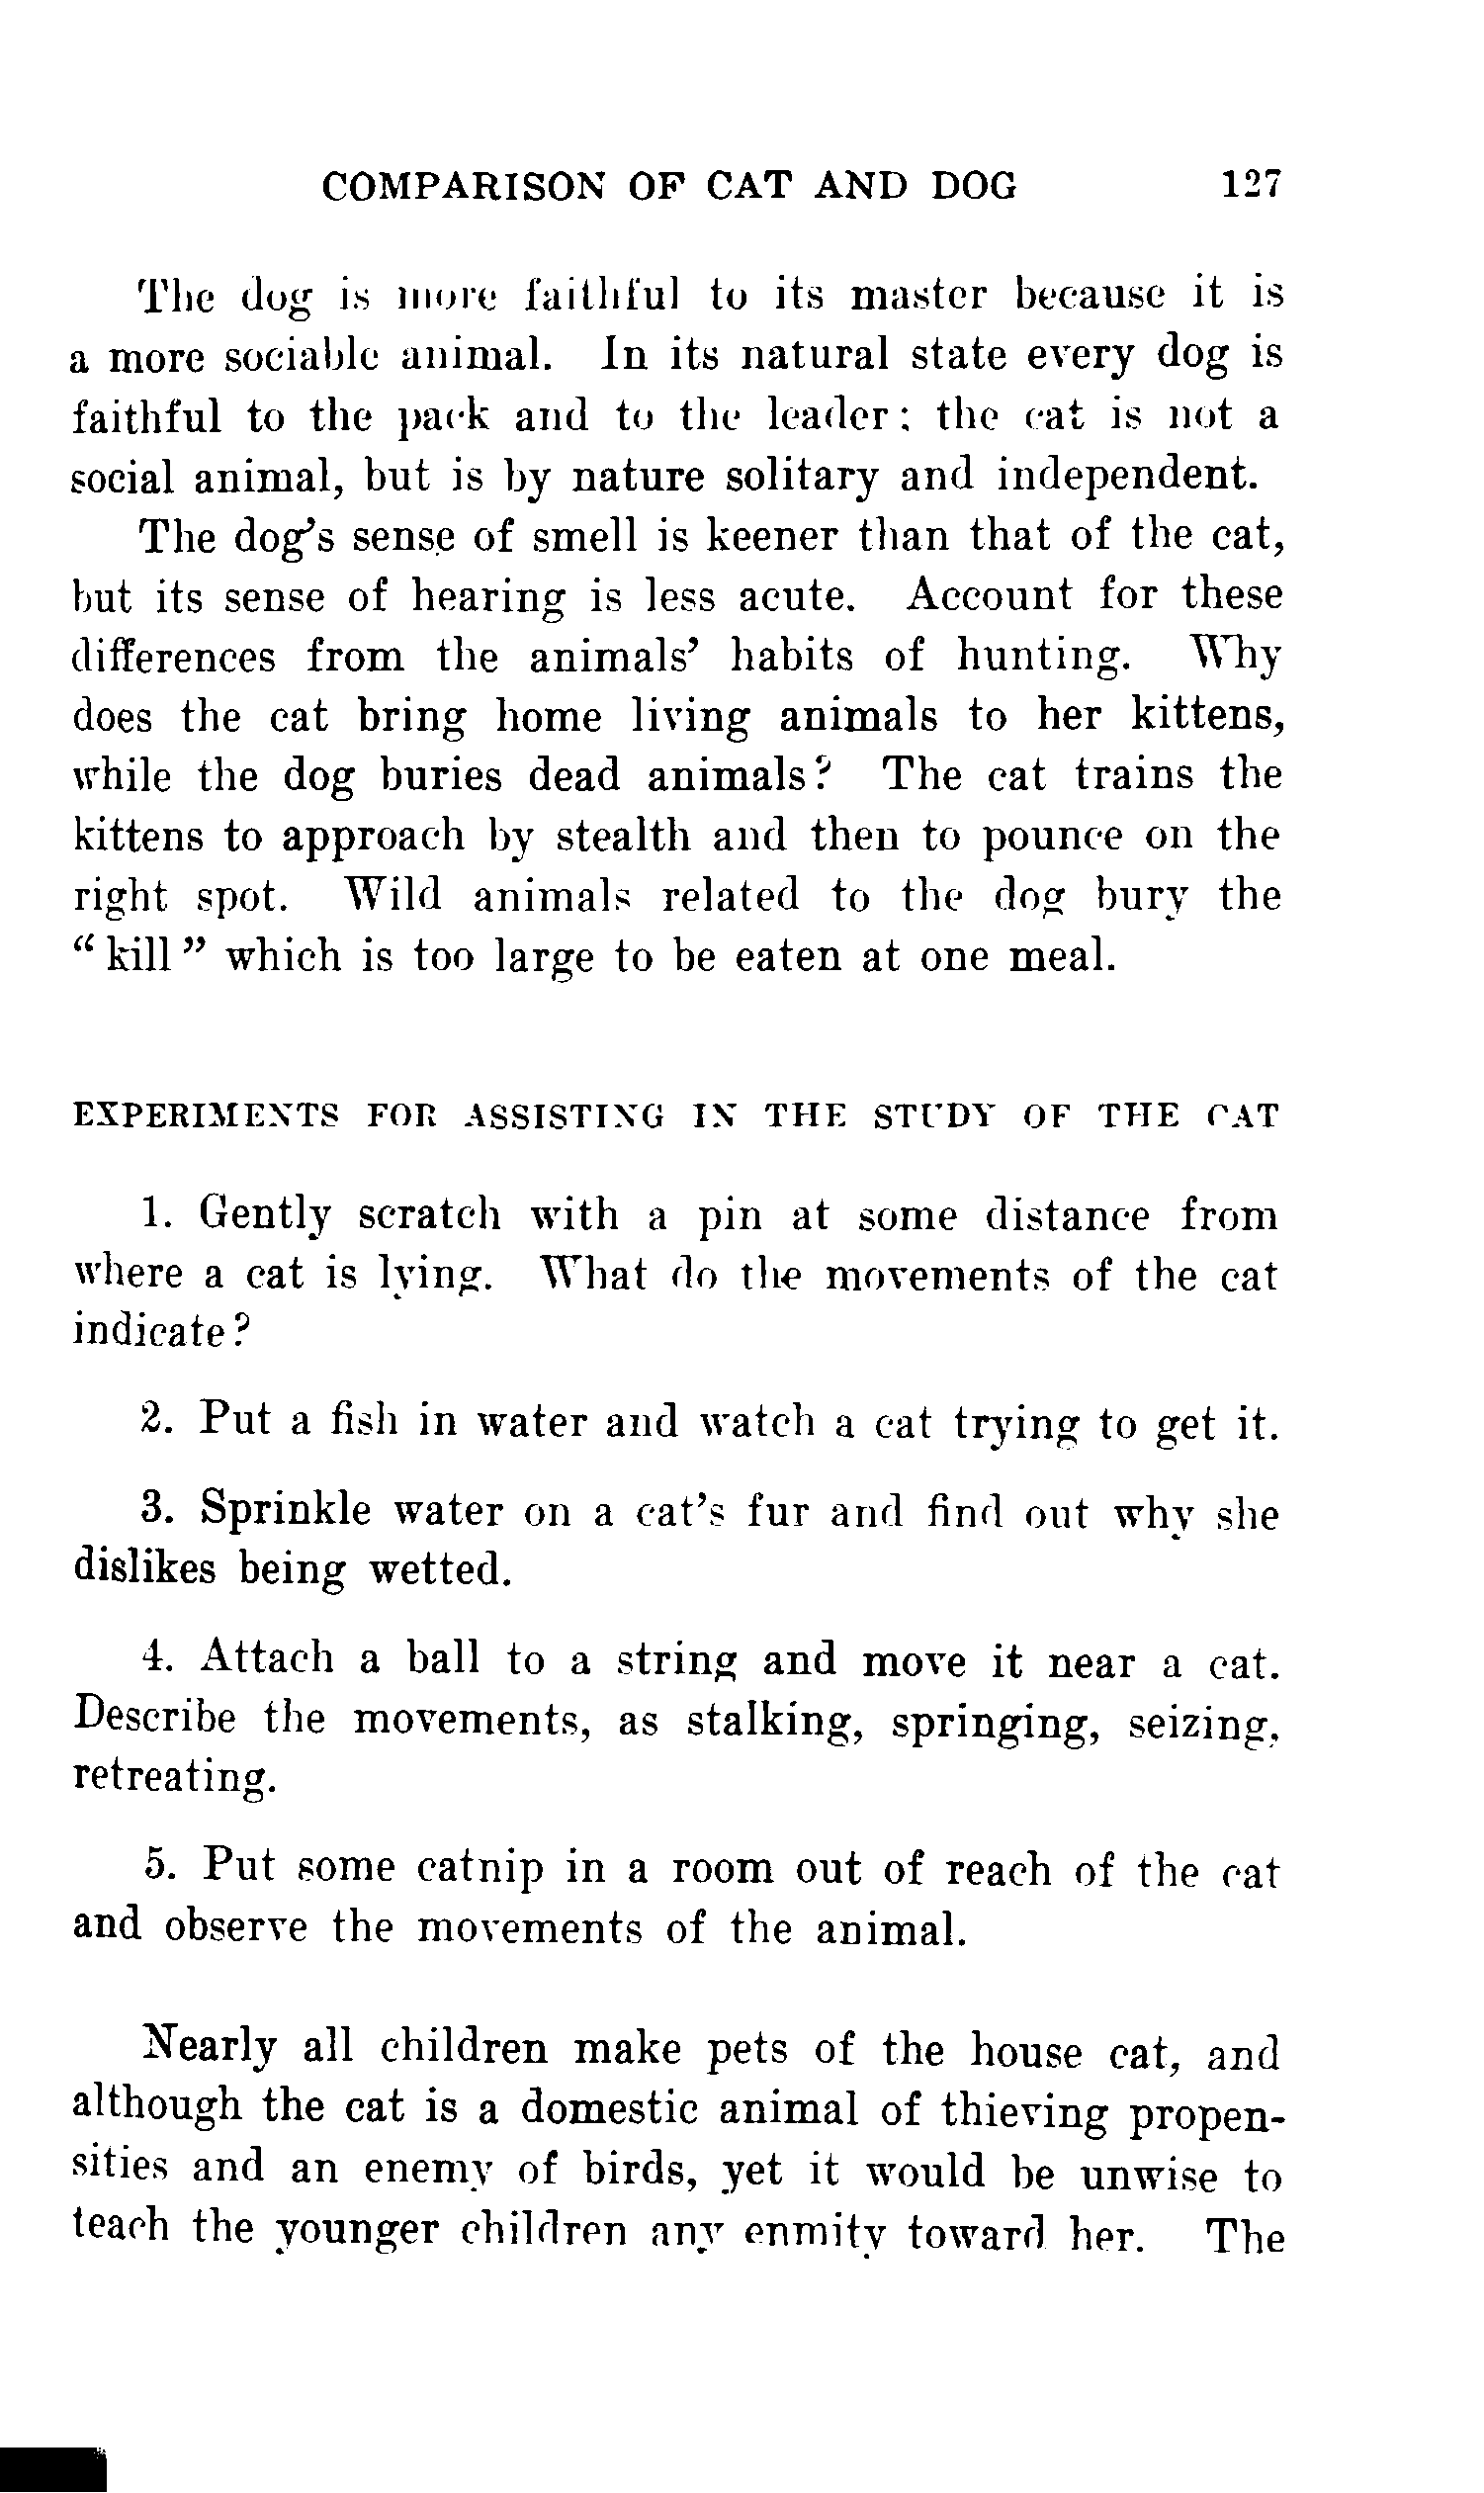 COMPARISON OF CAT AND DOG 127
The dog is more faithful to its master because it is
a more sociable animal. In its natural state every dog is
faithful to the pack and to the leader; the cat is not a
social animal, but is by nature solitary and independent.
The dog's sense of smell is keener than that of the cat,
but its sense of hearing is less acute. Account for these
differences from the animals' habits of hunting. Why
does the cat bring home living animals to her kittens,
while the dog buries dead animals? The cat trains the
kittens to approach by stealth and then to pounce on the
right spot. Wild animals related to the dog bury the
“ kill ” which is too large to be eaten at one meal.
EXPERIMENTS FOR ASSISTING IN THE STUDY OF THE CAT
1. Gently scratch with a pin at some distance from
where a cat is lying. What do the movements of the cat
indicate?
2. Put a fish in water and watch a cat trying to get it.
3. Sprinkle water on a cat's fur and find out why she
dislikes being wetted.
4. Attach a ball to a string and move it near a cat.
Describe the movements, as stalking, springing, seizing,
retreating.
5. Put some catnip in a room out of reach of the cat
and observe the movements of the animal.
Nearly all children make pets of the house cat, and
although the cat is a domestic animal of thieving propen-
sities and an enemy of birds, yet it would be unwise to
teach the younger children any enmity toward her. The